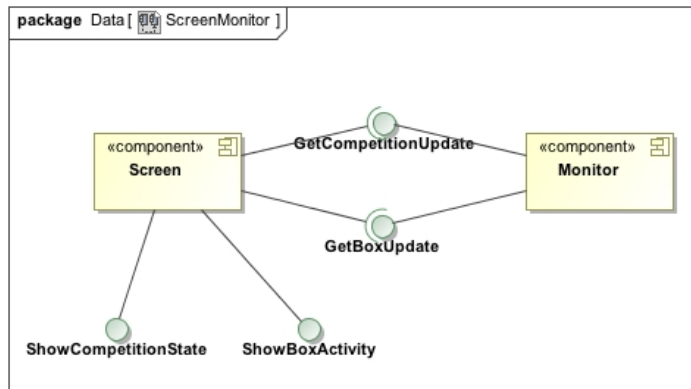 package Data [ ScreenMonitor ]
GetCompetitionUpdate
«component»
Screen
«component»
Monitor
GetBoxUpdate
ShowCompetitionState
ShowBoxActivity